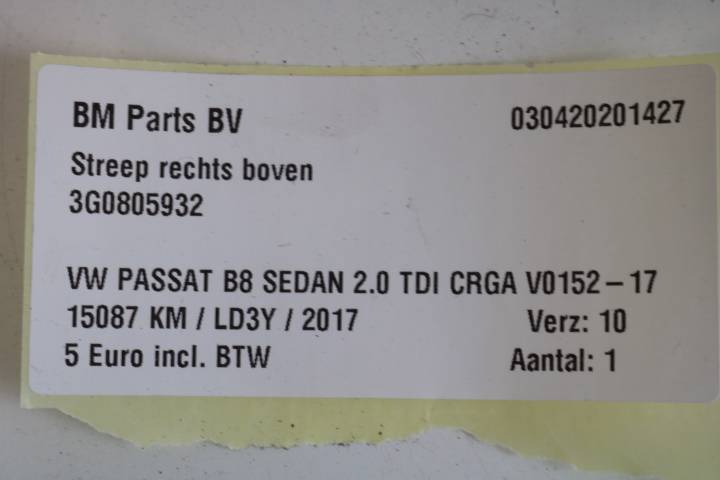 BM Parts BV 030420201427
Streep rechts boven
3G0805932
VW PASSAT B8 SEDAN 2.0 TDI CRGA V0152-17
15087 KM / LD3Y / 2017 Verz: 10
5 Euro incl. BTW Aantal: 1